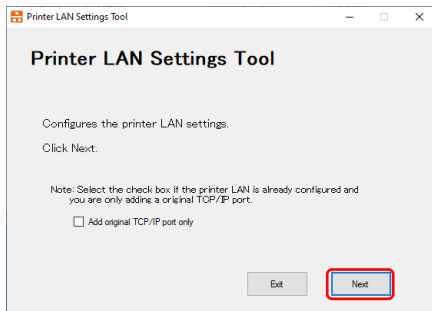 Printer LAN Settings Tool
Printer LAN Settings Tool
Configures the printer LAN settings.
Click Next.
Note: Select the check box if the printer LAN is already configured and
you are only adding a original TCP/IP port.
Add original TCP/IP port only
Exit
Next